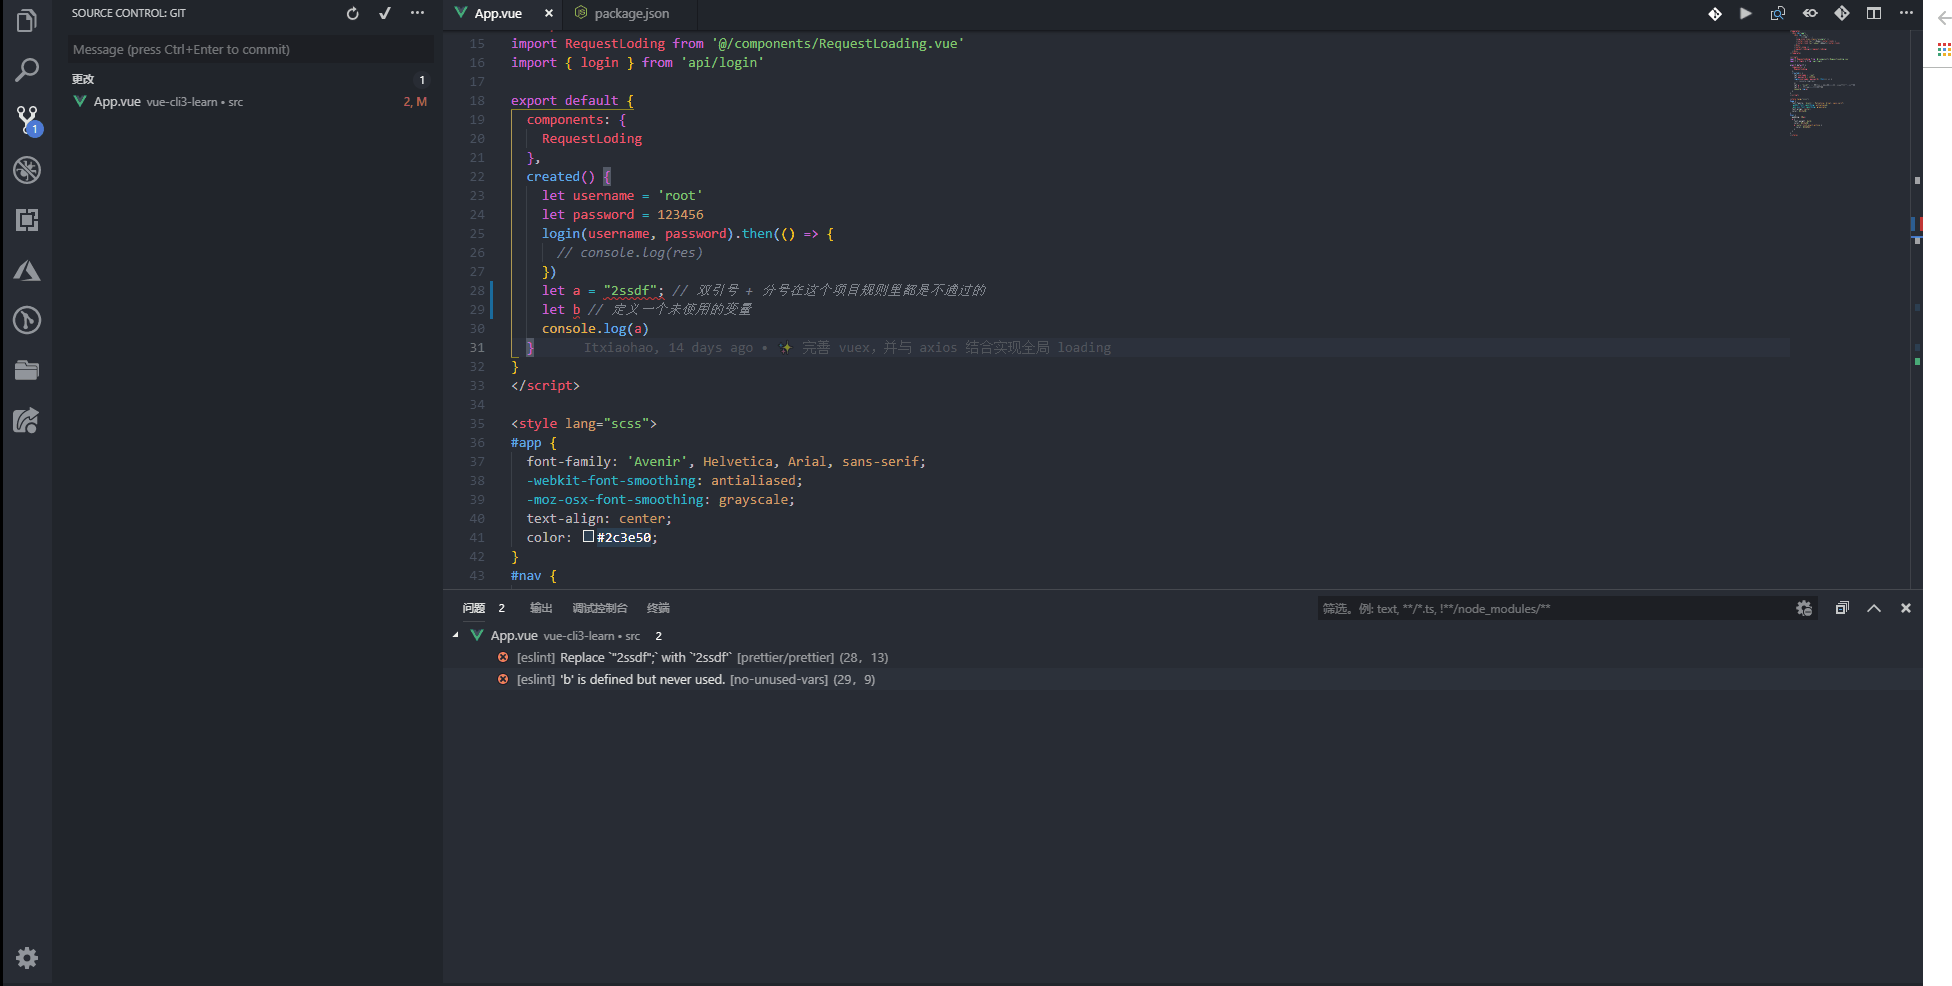 SOURCE CONTROL: GIT
Message (press Ctrl+Enter to commit)
更改 1
App.vue vue-cli3-learn • src 2, M
1
App.vue
package.json
15 import RequestLoding from '@/components/RequestLoading.vue'
16 import { login } from 'api/login'
17
18 export default {
19 components: {
20 RequestLoding
21 },
22 created() {
23 let username = 'root'
24 let password = 123456
25 login(username, password).then(() => {
26 // console.log(res)
27 })
28 let a = "2ssdf"; // 双引号 + 分号在这个项目规则里都是不通过的
29 let b // 定义一个未使用的变量
30 console.log(a)
31 } Itxiaohao, 14 days ago • ✨ 完善 vuex，并与 axios 结合实现全局 loading
32 }
33 </script>
34
35 <style lang="scss">
36 #app {
37 font-family: 'Avenir', Helvetica, Arial, sans-serif;
38 -webkit-font-smoothing: antialiased;
39 -moz-osx-font-smoothing: grayscale;
40 text-align: center;
41 color: #2c3e50;
42 }
43 #nav {
问题 2 输出 调试控制台 终端
筛选。例: text, **/*.ts, !**/node_modules/**
App.vue vue-cli3-learn • src 2
[eslint] Replace `"2ssdf";` with `'2ssdf'` [prettier/prettier] (28, 13)
[eslint] 'b' is defined but never used. [no-unused-vars] (29, 9)